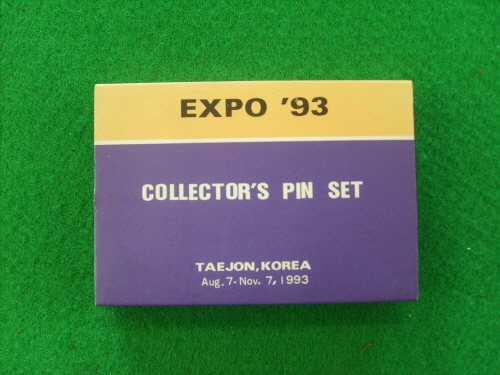 EXPO '93
COLLECTOR'S PIN SET
TAEJON, KOREA
Aug. 7-Nov. 7, 1993